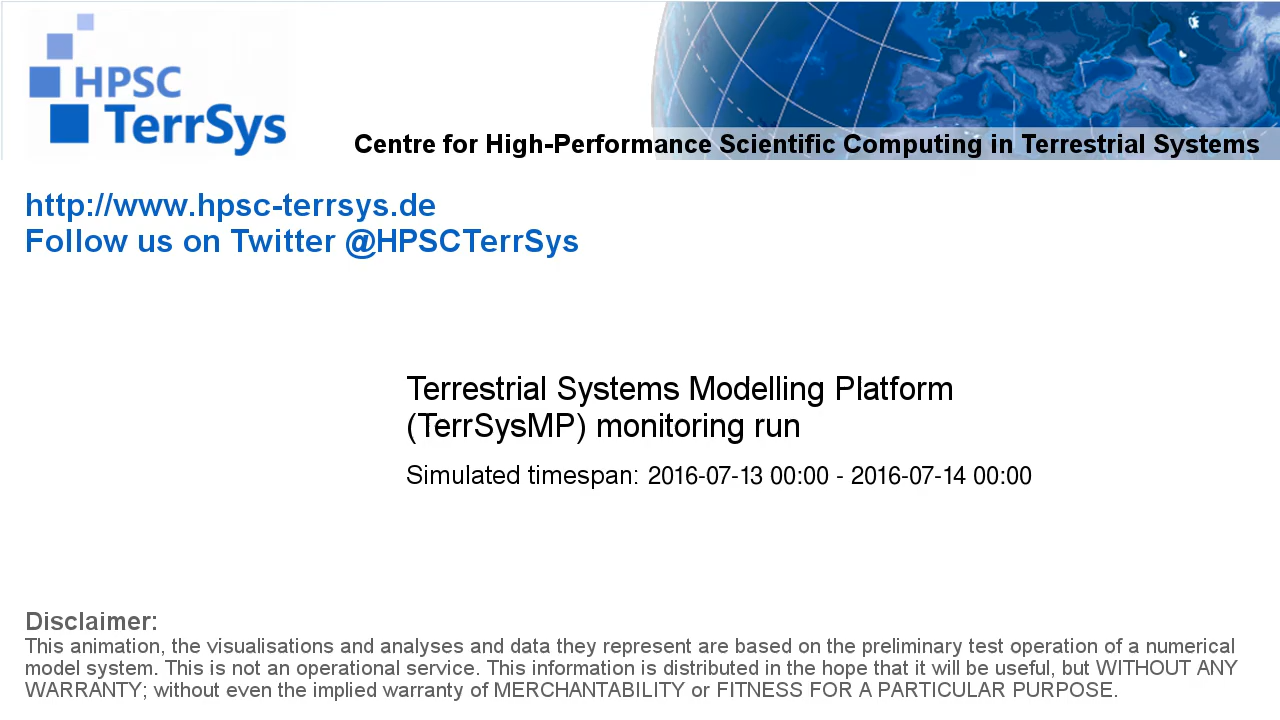 HPSC
TerrSys
Centre for High-Performance Scientific Computing in Terrestrial Systems
http://www.hpsc-terrsys.de
Follow us on Twitter @HPSCTerrSys
Terrestrial Systems Modelling Platform
(TerrSysMP) monitoring run
Simulated timespan: 2016-07-13 00:00 - 2016-07-14 00:00
Disclaimer:
This animation, the visualisations and analyses and data they represent are based on the preliminary test operation of a numerical
model system. This is not an operational service. This information is distributed in the hope that it will be useful, but WITHOUT ANY
WARRANTY; without even the implied warranty of MERCHANTABILITY or FITNESS FOR A PARTICULAR PURPOSE.